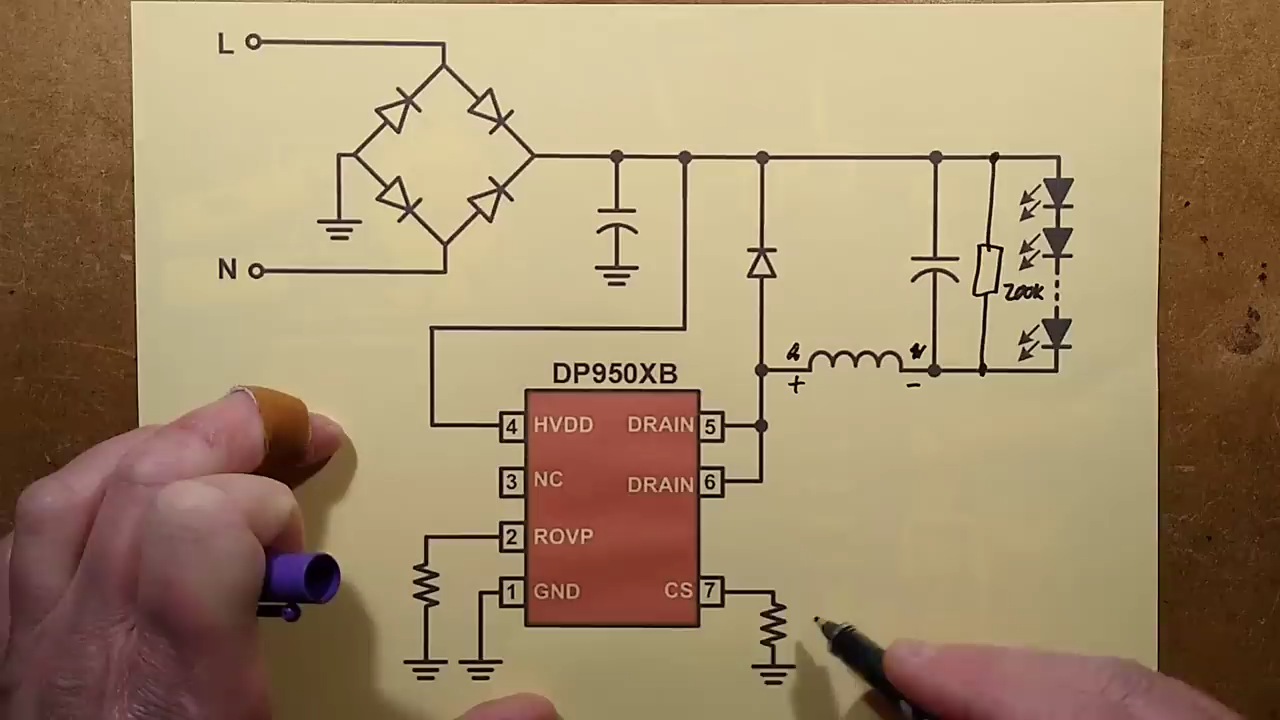 L
N
200K
+
-
DP950XB
4 HVDD
DRAIN 5
3 NC
DRAIN 6
2 ROVP
1 GND
CS 7